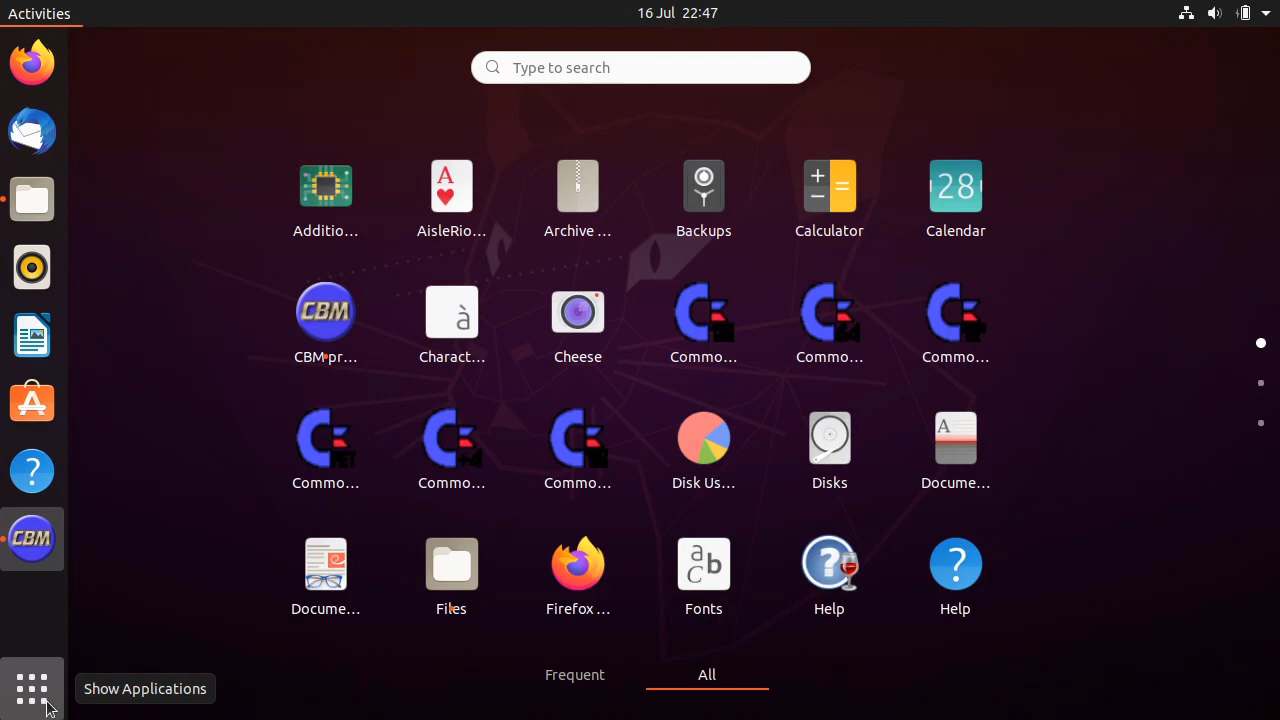 Activities
16 Jul 22:47
Type to search
28
Additio…
AisleRio…
Archive …
Backups
Calculator
Calendar
CBM
CBM pr…
Charact…
Cheese
Commo…
Commo…
Commo…
Commo…
Commo…
Commo…
Disk Us…
Disks
Docume…
CBM
Docume…
Files
Firefox …
Fonts
Help
Help
Frequent
All
Show Applications